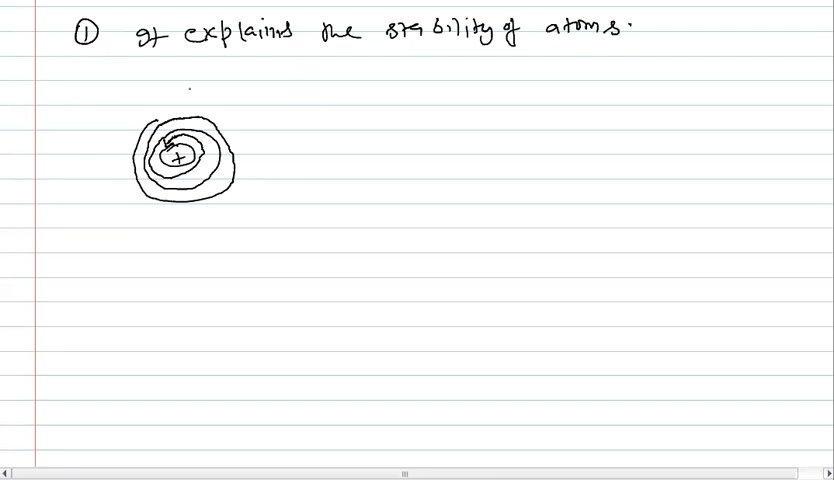 ① It explains the stability of atoms.
+